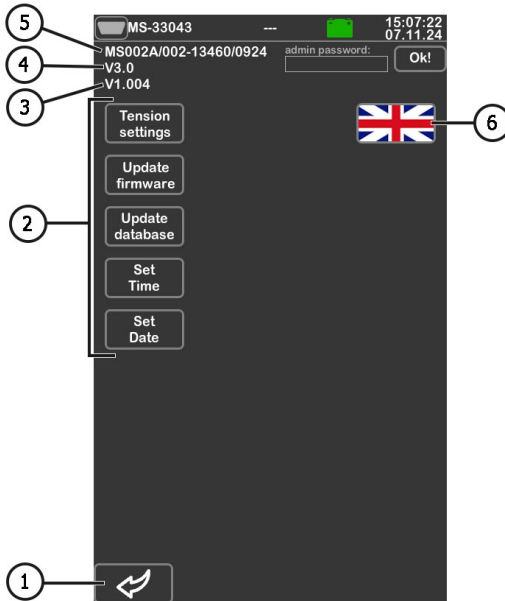 5
MS-33043
---
15:07:22
07.11.24
MS002A/002-13460/0924
admin password:
Ok!
4
V3.0
3
V1.004
Tension
settings
6
Update
firmware
2
Update
database
Set
Time
Set
Date
1